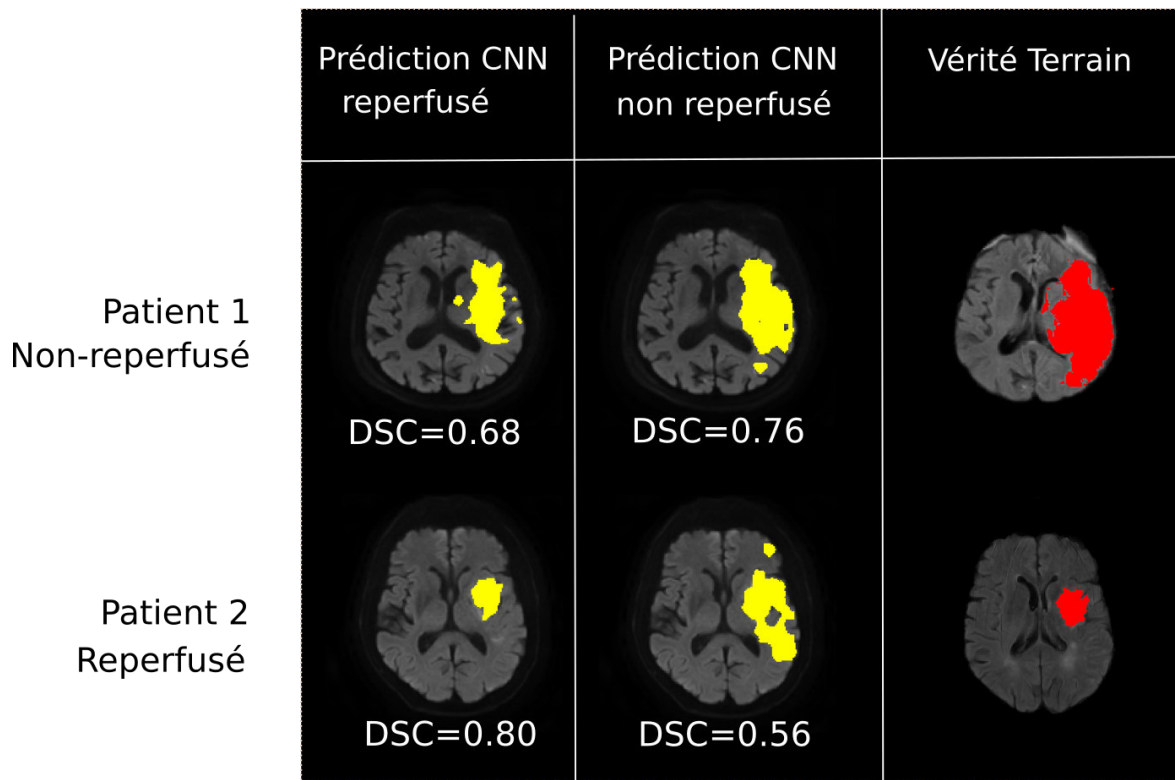 Prédiction CNN
reperfusé
Prédiction CNN
non reperfusé
Vérité Terrain
Patient 1
Non-reperfusé
DSC=0.68
DSC=0.76
Patient 2
Reperfusé
DSC=0.80
DSC=0.56